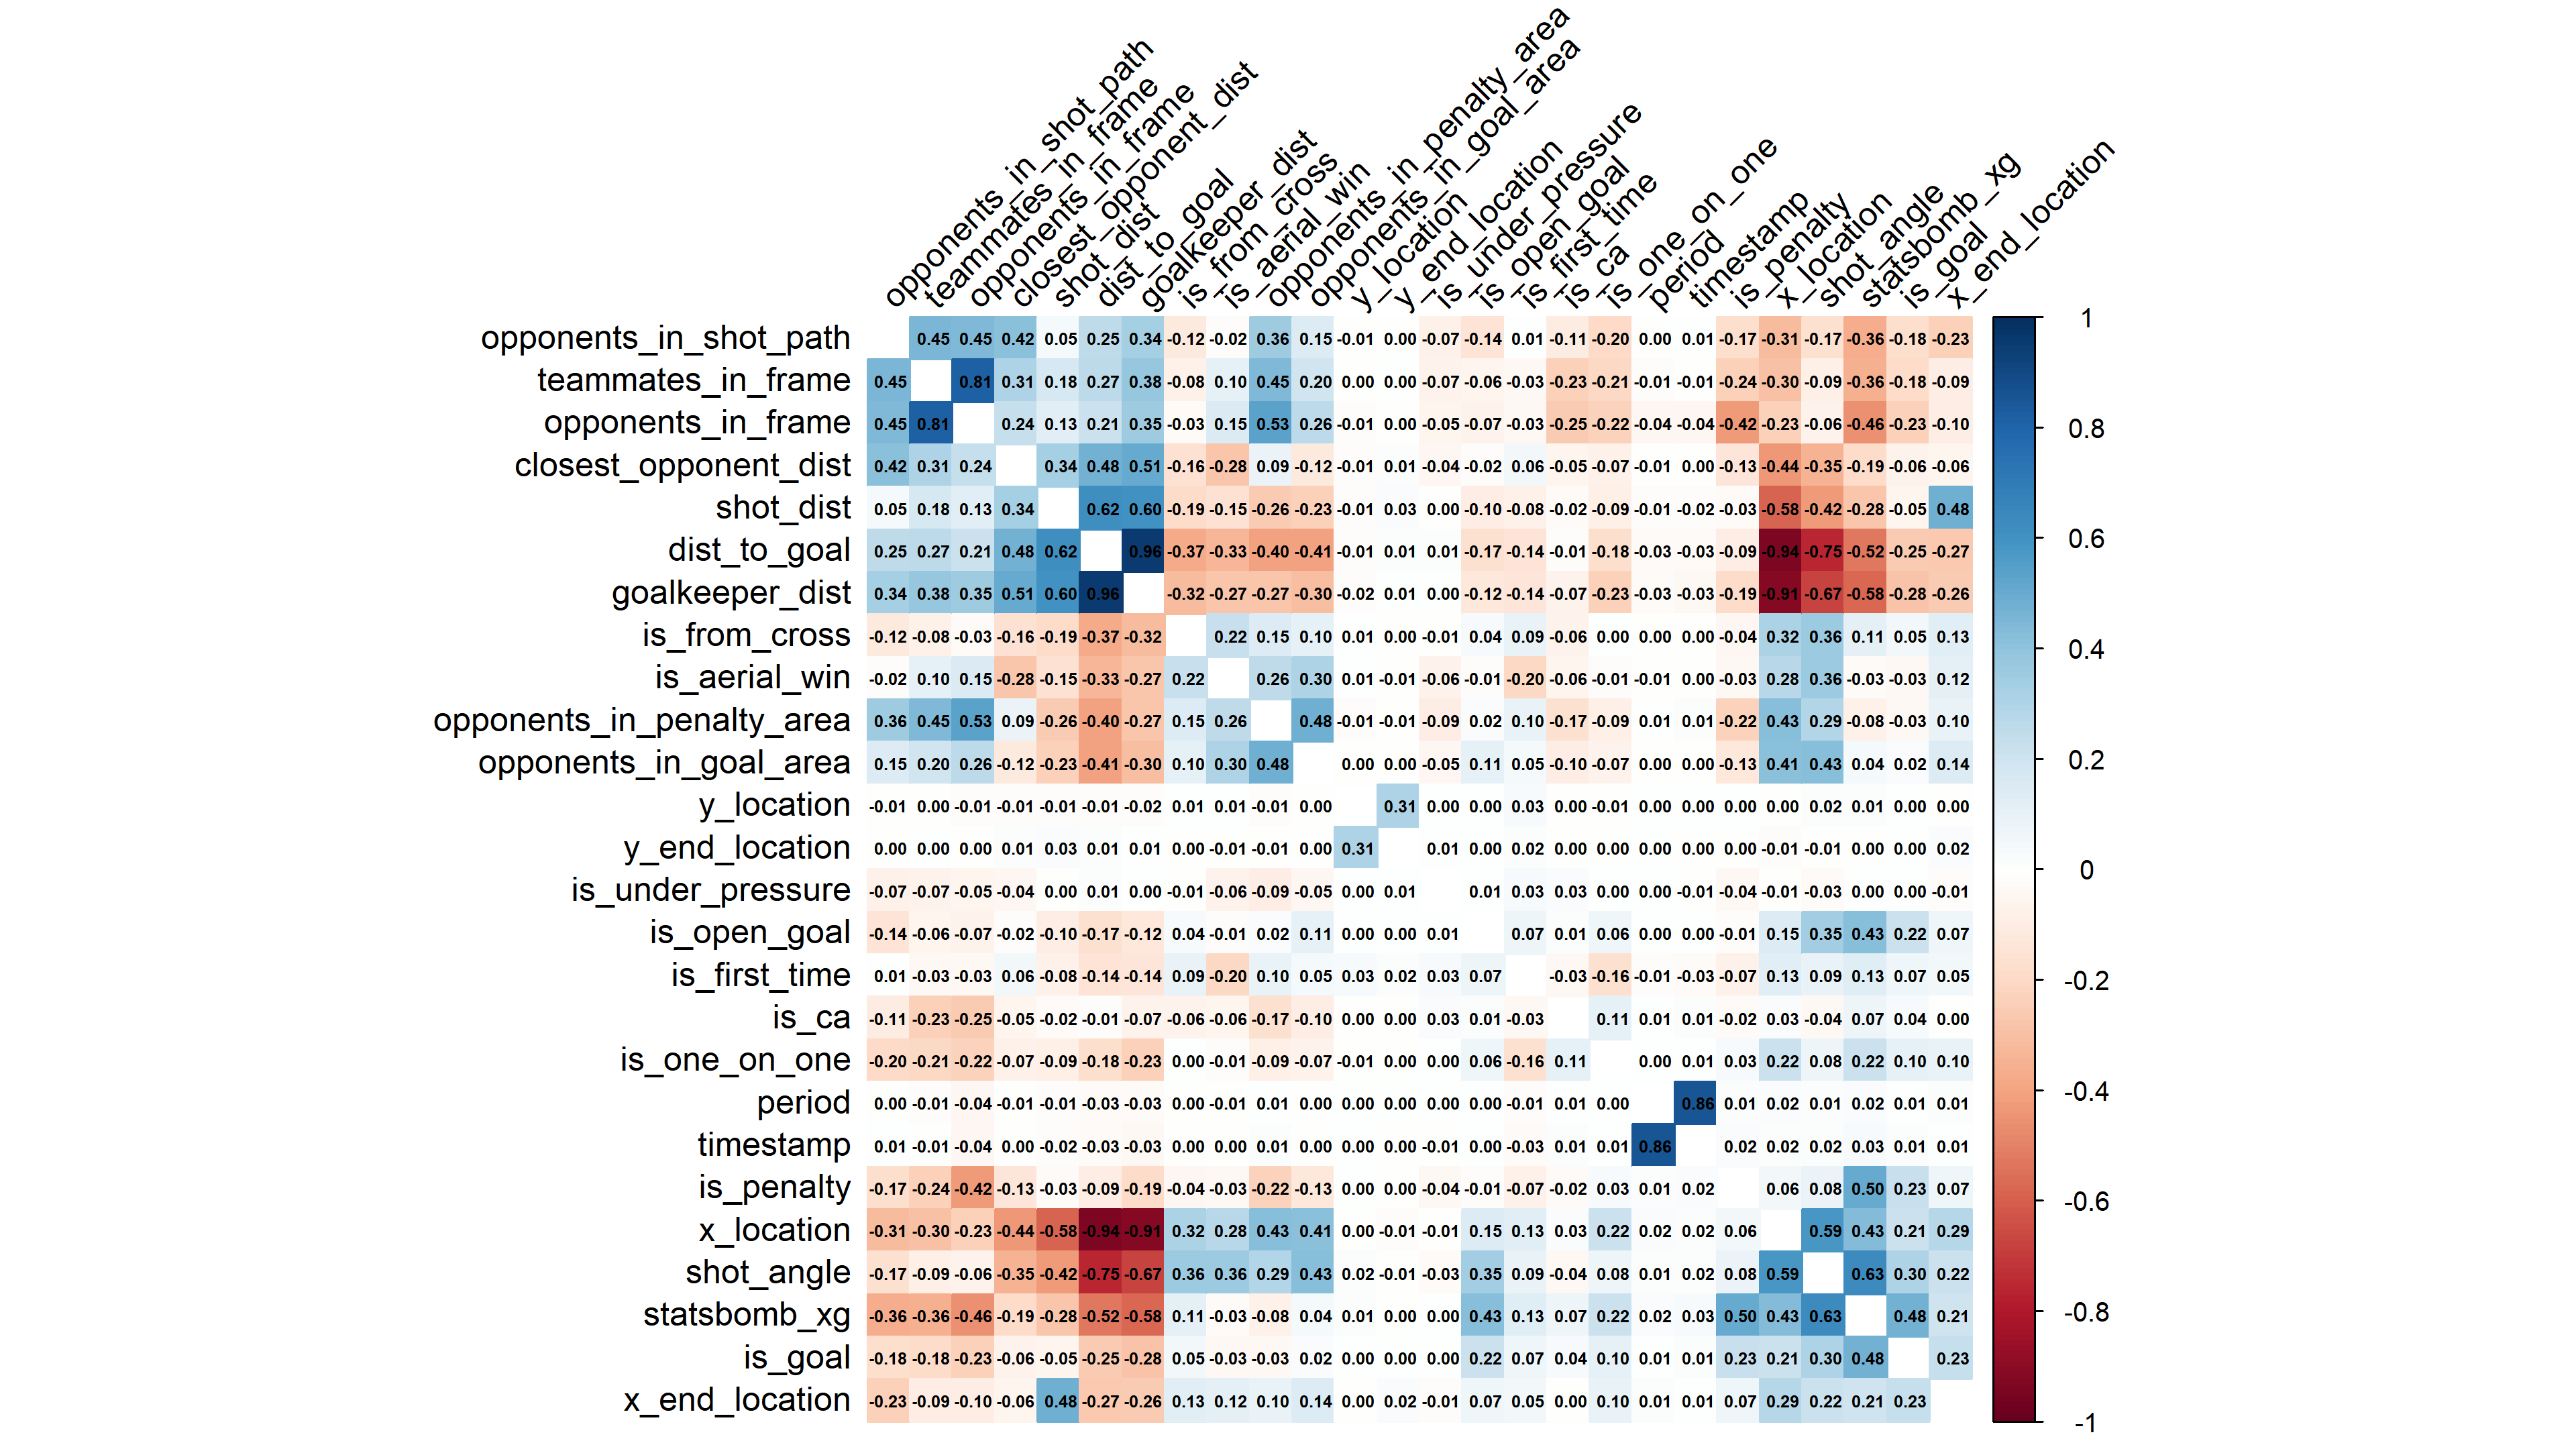 opponents_in_shot_path
teammates_in_frame
opponents_in_frame
closest_opponent_dist
shot_dist
dist_to_goal
goalkeeper_dist
is_from_cross
is_aerial_win
opponents_in_penalty_area
opponents_in_goal_area
y_location
y_end_location
is_under_pressure
is_open_goal
is_first_time
is_ca
is_one_on_one
period
timestamp
is_penalty
x_location
shot_angle
statsbomb_xg
is_goal
x_end_location
opponents_in_shot_path 0.45 0.45 0.42 0.05 0.25 0.34 -0.12 -0.02 0.36 0.15 -0.01 0.00 -0.07 -0.14 0.01 -0.11 -0.20 0.00 0.01 -0.17 -0.31 -0.17 -0.36 -0.18 -0.23
teammates_in_frame 0.45 0.81 0.31 0.18 0.27 0.38 -0.08 0.10 0.45 0.20 0.00 0.00 -0.07 -0.06 -0.03 -0.23 -0.21 -0.01 -0.01 -0.24 -0.30 -0.09 -0.36 -0.18 -0.09
opponents_in_frame 0.45 0.81 0.24 0.13 0.21 0.35 -0.03 0.15 0.53 0.26 -0.01 0.00 -0.05 -0.07 -0.03 -0.25 -0.22 -0.04 -0.04 -0.42 -0.23 -0.06 -0.46 -0.23 -0.10
closest_opponent_dist 0.42 0.31 0.24 0.34 0.48 0.51 -0.16 -0.28 0.09 -0.12 -0.01 0.01 -0.04 -0.02 0.06 -0.05 -0.07 -0.01 0.00 -0.13 -0.44 -0.35 -0.19 -0.06 -0.06
shot_dist 0.05 0.18 0.13 0.34 0.62 0.60 -0.19 -0.15 -0.26 -0.23 -0.01 0.03 0.00 -0.10 -0.08 -0.02 -0.09 -0.01 -0.02 -0.03 -0.58 -0.42 -0.28 -0.05 0.48
dist_to_goal 0.25 0.27 0.21 0.48 0.62 0.96 -0.37 -0.33 -0.40 -0.41 -0.01 0.01 0.01 -0.17 -0.14 -0.01 -0.18 -0.03 -0.03 -0.09 -0.94 -0.75 -0.52 -0.25 -0.27
goalkeeper_dist 0.34 0.38 0.35 0.51 0.60 0.96 -0.32 -0.27 -0.27 -0.30 -0.02 0.01 0.00 -0.12 -0.14 -0.07 -0.23 -0.03 -0.03 -0.19 -0.91 -0.67 -0.58 -0.28 -0.26
is_from_cross -0.12 -0.08 -0.03 -0.16 -0.19 -0.37 -0.32 0.22 0.15 0.10 0.01 0.00 -0.01 0.04 0.09 -0.06 0.00 0.00 0.00 -0.04 0.32 0.36 0.11 0.05 0.13
is_aerial_win -0.02 0.10 0.15 -0.28 -0.15 -0.33 -0.27 0.22 0.26 0.30 0.01 -0.01 -0.06 -0.01 -0.20 -0.06 -0.01 -0.01 0.00 -0.03 0.28 0.36 -0.03 -0.03 0.12
opponents_in_penalty_area 0.36 0.45 0.53 0.09 -0.26 -0.40 -0.27 0.15 0.26 0.48 -0.01 -0.01 -0.09 0.02 0.10 -0.17 -0.09 0.01 0.01 -0.22 0.43 0.29 -0.08 -0.03 0.10
opponents_in_goal_area 0.15 0.20 0.26 -0.12 -0.23 -0.41 -0.30 0.10 0.30 0.48 0.00 0.00 -0.05 0.11 0.05 -0.10 -0.07 0.00 0.00 -0.13 0.41 0.43 0.04 0.02 0.14
y_location -0.01 0.00 -0.01 -0.01 -0.01 -0.01 -0.02 0.01 0.01 -0.01 0.00 0.31 0.00 0.00 0.03 0.00 -0.01 0.00 0.00 0.00 0.00 0.02 0.01 0.00 0.00
y_end_location 0.00 0.00 0.00 0.01 0.03 0.01 0.01 0.00 -0.01 -0.01 0.00 0.31 0.01 0.00 0.02 0.00 0.00 0.00 0.00 0.00 -0.01 -0.01 0.00 0.00 0.02
is_under_pressure -0.07 -0.07 -0.05 -0.04 0.00 0.01 0.00 -0.01 -0.06 -0.09 -0.05 0.00 0.01 0.01 0.03 0.03 0.00 0.00 -0.01 -0.04 -0.01 -0.03 0.00 0.00 -0.01
is_open_goal -0.14 -0.06 -0.07 -0.02 -0.10 -0.17 -0.12 0.04 -0.01 0.02 0.11 0.00 0.00 0.01 0.07 0.01 0.06 0.00 0.00 -0.01 0.15 0.35 0.43 0.22 0.07
is_first_time 0.01 -0.03 -0.03 0.06 -0.08 -0.14 -0.14 0.09 -0.20 0.10 0.05 0.03 0.02 0.03 0.07 -0.03 -0.16 -0.01 -0.03 -0.07 0.13 0.09 0.13 0.07 0.05
is_ca -0.11 -0.23 -0.25 -0.05 -0.02 -0.01 -0.07 -0.06 -0.06 -0.17 -0.10 0.00 0.00 0.03 0.01 -0.03 0.11 0.01 0.01 -0.02 0.03 -0.04 0.07 0.04 0.00
is_one_on_one -0.20 -0.21 -0.22 -0.07 -0.09 -0.18 -0.23 0.00 -0.01 -0.09 -0.07 -0.01 0.00 0.00 0.06 -0.16 0.11 0.00 0.01 0.03 0.22 0.08 0.22 0.10 0.10
period 0.00 -0.01 -0.04 -0.01 -0.01 -0.03 -0.03 0.00 -0.01 0.01 0.00 0.00 0.00 0.00 0.00 -0.01 0.01 0.00 0.86 0.01 0.02 0.01 0.02 0.01 0.01
timestamp 0.01 -0.01 -0.04 0.00 -0.02 -0.03 -0.03 0.00 0.00 0.01 0.00 0.00 0.00 -0.01 0.00 -0.03 0.01 0.01 0.86 0.02 0.02 0.02 0.03 0.01 0.01
is_penalty -0.17 -0.24 -0.42 -0.13 -0.03 -0.09 -0.19 -0.04 -0.03 -0.22 -0.13 0.00 0.00 -0.04 -0.01 -0.07 -0.02 0.03 0.01 0.02 0.06 0.08 0.50 0.23 0.07
x_location -0.31 -0.30 -0.23 -0.44 -0.58 -0.94 -0.91 0.32 0.28 0.43 0.41 0.00 -0.01 -0.01 0.15 0.13 0.03 0.22 0.02 0.02 0.06 0.59 0.43 0.21 0.29
shot_angle -0.17 -0.09 -0.06 -0.35 -0.42 -0.75 -0.67 0.36 0.36 0.29 0.43 0.02 -0.01 -0.03 0.35 0.09 -0.04 0.08 0.01 0.02 0.08 0.59 0.63 0.30 0.22
statsbomb_xg -0.36 -0.36 -0.46 -0.19 -0.28 -0.52 -0.58 0.11 -0.03 -0.08 0.04 0.01 0.00 0.00 0.43 0.13 0.07 0.22 0.02 0.03 0.50 0.43 0.63 0.48 0.21
is_goal -0.18 -0.18 -0.23 -0.06 -0.05 -0.25 -0.28 0.05 -0.03 -0.03 0.02 0.00 0.00 0.00 0.22 0.07 0.04 0.10 0.01 0.01 0.23 0.21 0.30 0.48 0.23
x_end_location -0.23 -0.09 -0.10 -0.06 0.48 -0.27 -0.26 0.13 0.12 0.10 0.14 0.00 0.02 -0.01 0.07 0.05 0.00 0.10 0.01 0.01 0.07 0.29 0.22 0.21 0.23
1
0.8
0.6
0.4
0.2
0
-0.2
-0.4
-0.6
-0.8
-1